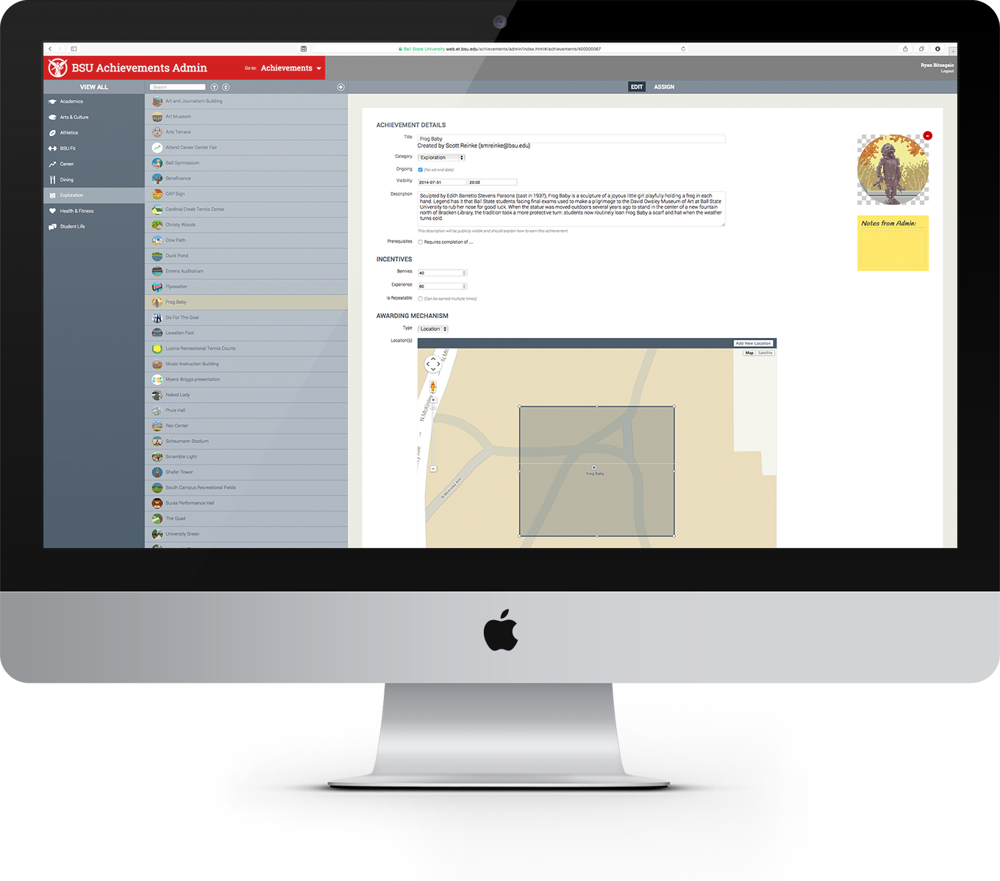 Ball State University web.et.bsu.edu/achievements/admin/index.html#/achievements/400000067
BSU Achievements Admin
Go to: Achievements
Ryan Bitzegaio
Logout
VIEW ALL
Search
EDIT ASSIGN
Academics
Arts & Culture
Athletics
BSU Fit
Career
Dining
Exploration
Health & Fitness
Student Life
Art and Journalism Building
Art Museum
Arts Terrace
Attend Career Center Fair
Ball Gymnasium
Beneficence
CAP Sign
Cardinal Creek Tennis Center
Christy Woods
Cow Path
Duck Pond
Emens Auditorium
Flyswatter
Frog Baby
Go For The Goal
Lewellen Pool
Lucina Recreational Tennis Courts
Music Instruction Building
Myers-Briggs presentation
Naked Lady
Pruis Hall
Rec Center
Scheumann Stadium
Scramble Light
Shafer Tower
South Campus Recreational Fields
Sursa Performance Hall
The Quad
University Green
ACHIEVEMENT DETAILS
Title Frog Baby
Created by Scott Reinke (smreinke@bsu.edu)
Category Exploration
Ongoing (No set end date)
Visibility 2014-07-31 20:02
Description Sculpted by Edith Barretto Stevens Parsons (cast in 1937), Frog Baby is a sculpture of a joyous little girl playfully holding a frog in each
hand. Legend has it that Ball State students facing final exams used to make a pilgrimage to the David Owsley Museum of Art at Ball State
University to rub her nose for good luck. When the statue was moved outdoors several years ago to stand in the center of a new fountain
north of Bracken Library, the tradition took a more protective turn: students now routinely loan Frog Baby a scarf and hat when the weather
turns cold.
This description will be publicly visible and should explain how to earn this achievement.
Prerequisites Requires completion of ...
INCENTIVES
Bennies 40
Experience 80
Is Repeatable (Can be earned multiple times)
AWARDING MECHANISM
Type Location
Location(s)
Add New Location
Map Satellite
N McKinley Ave
Frog Baby
Notes from Admin: